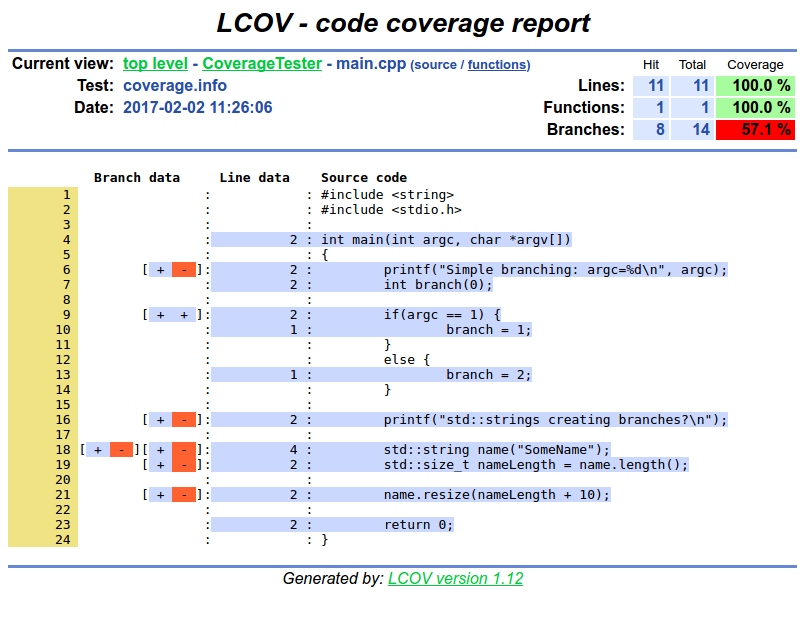 LCOV - code coverage report
Current view: top level - CoverageTester - main.cpp (source / functions) Hit Total Coverage
Test: coverage.info Lines: 11 11 100.0 %
Date: 2017-02-02 11:26:06 Functions: 1 1 100.0 %
Branches: 8 14 57.1 %
Branch data Line data Source code
1 : : #include <string>
2 : : #include <stdio.h>
3 : :
4 : 2 : int main(int argc, char *argv[])
5 : : {
6 [ + - ]: 2 : printf("Simple branching: argc=%d\n", argc);
7 : 2 : int branch(0);
8 : :
9 [ + + ]: 2 : if(argc == 1) {
10 : 1 : branch = 1;
11 : : }
12 : : else {
13 : 1 : branch = 2;
14 : : }
15 : :
16 [ + - ]: 2 : printf("std::strings creating branches?\n");
17 : :
18 [ + - ][ + - ]: 4 : std::string name("SomeName");
19 [ + - ]: 2 : std::size_t nameLength = name.length();
20 : :
21 [ + - ]: 2 : name.resize(nameLength + 10);
22 : :
23 : 2 : return 0;
24 : : }
Generated by: LCOV version 1.12